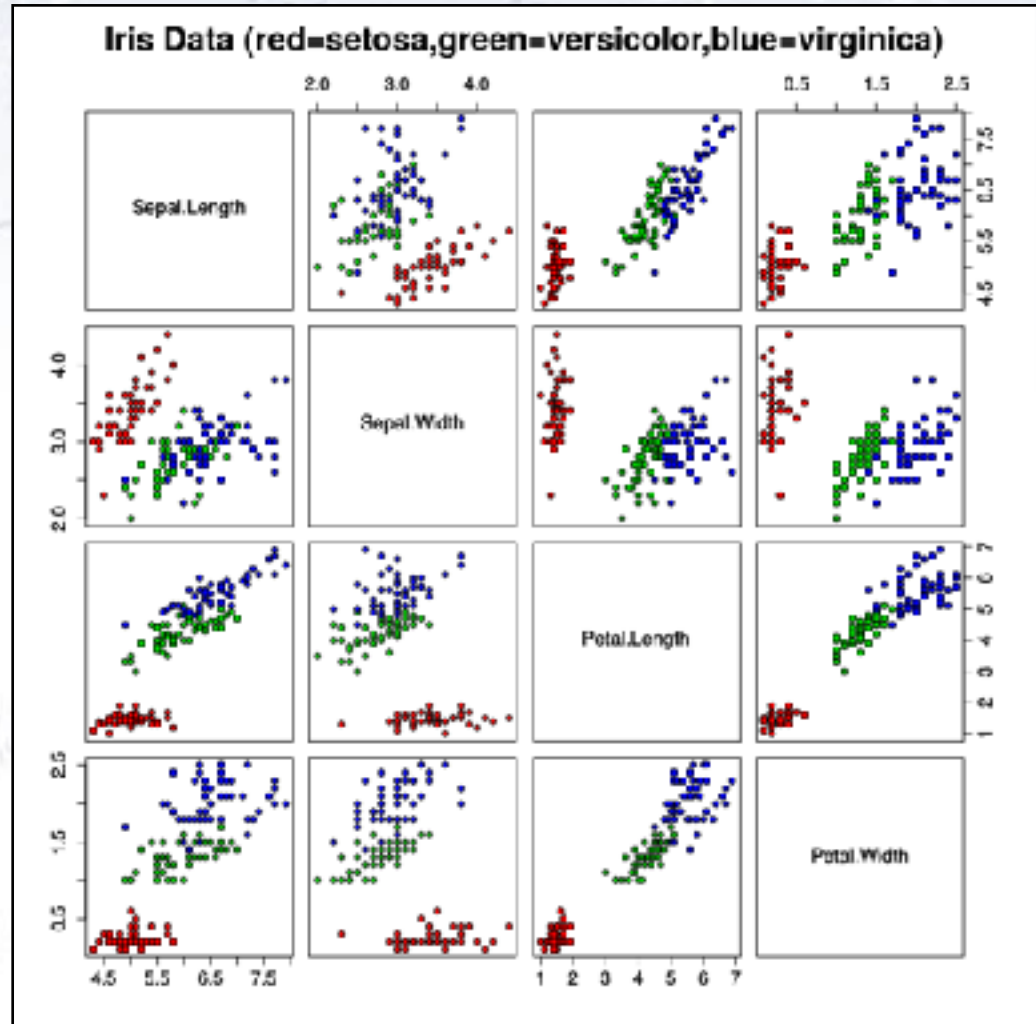 Iris Data (red=setosa,green=versicolor,blue=virginica)
2.0 3.0 4.0 0.5 1.5 2.5
Sepal.Length
4.5 5.5 6.5 7.5
2.0 3.0 4.0
Sepal.Width
Petal.Length
1 2 3 4 5 6 7
0.5 1.5 2.5
Petal.Width
4.5 5.5 6.5 7.5 1 2 3 4 5 6 7